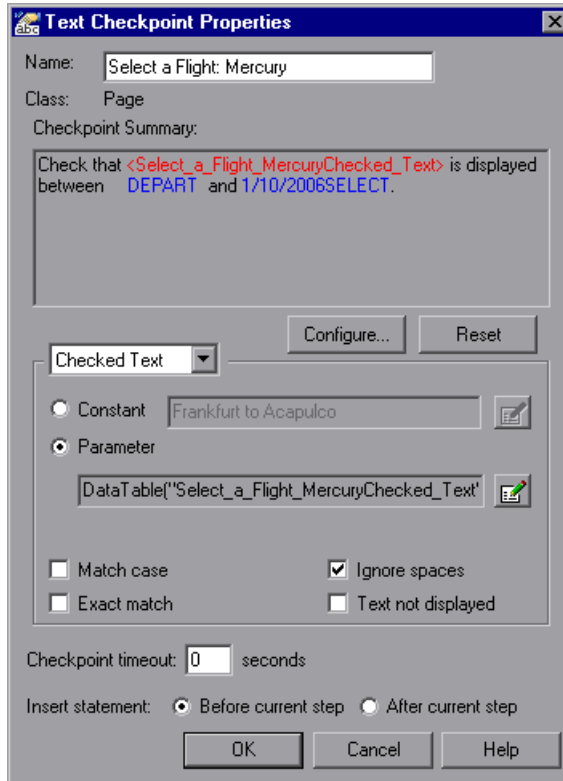 abc Text Checkpoint Properties
Name: Select a Flight: Mercury
Class: Page
Checkpoint Summary:
Check that <Select_a_Flight_MercuryChecked_Text> is displayed
between DEPART and 1/10/2006SELECT.
Configure... Reset
Checked Text
Constant Frankfurt to Acapulco
Parameter
DataTable("Select_a_Flight_MercuryChecked_Text"
Match case Ignore spaces
Exact match Text not displayed
Checkpoint timeout: 0 seconds
Insert statement: Before current step After current step
OK Cancel Help